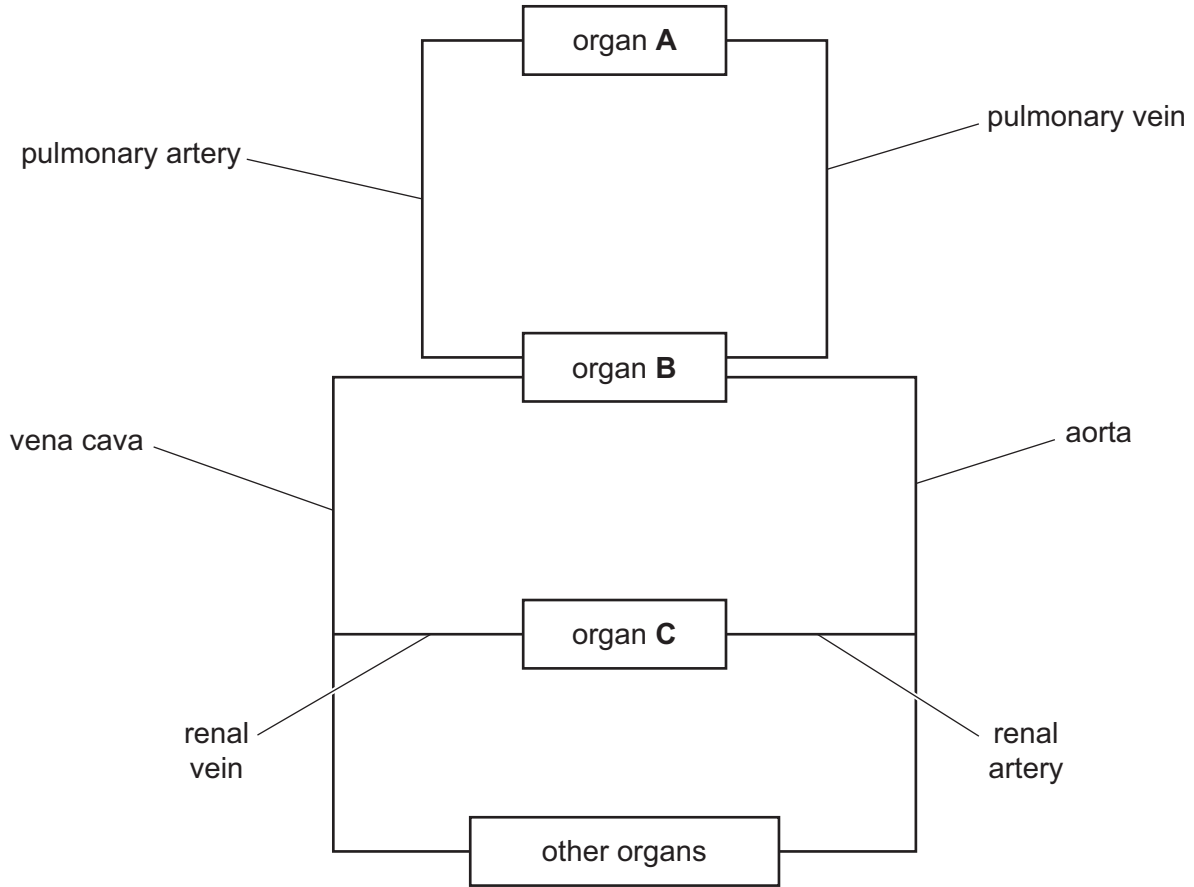 organ A
pulmonary vein
pulmonary artery
organ B
vena cava
aorta
organ C
renal
vein
renal
artery
other organs